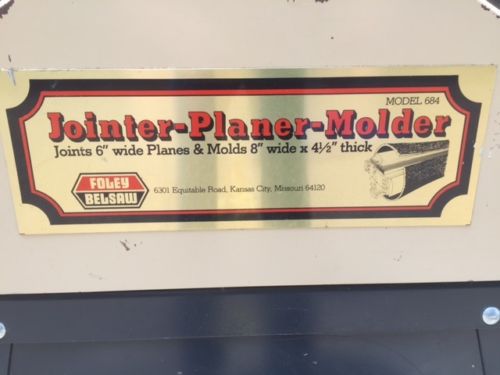 MODEL 684
Jointer-Planer-Molder
Joints 6" wide Planes & Molds 8" wide x 4½" thick
FOLEY
BELSAW
6301 Equitable Road, Kansas City, Missouri 64120